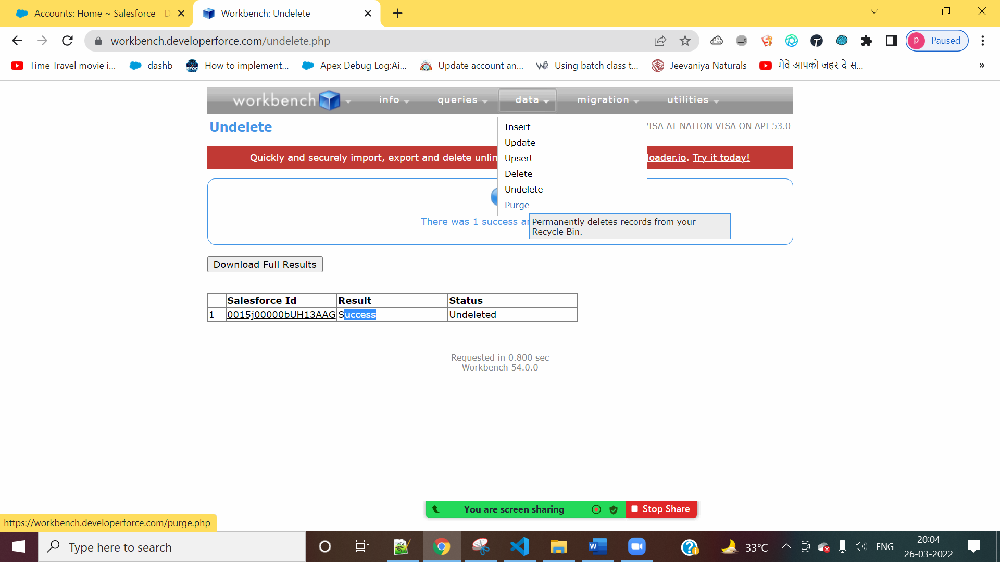 Accounts: Home ~ Salesforce - D
Workbench: Undelete
workbench.developerforce.com/undelete.php
Paused
Time Travel movie i...
dashb
How to implement...
Apex Debug Log:Ai...
Update account an...
Using batch class t...
Jeevaniya Naturals
मेवे आपको जहर दे स...
»
workbench
info
queries
data
migration
utilities
Undelete
VISA AT NATION VISA ON API 53.0
Insert
Update
Upsert
Delete
Undelete
Purge
Quickly and securely import, export and delete unlim
loader.io. Try it today!
There was 1 success an
Permanently deletes records from your
Recycle Bin.
Download Full Results
Salesforce Id Result Status
1 0015j00000bUH13AAG Success Undeleted
Requested in 0.800 sec
Workbench 54.0.0
You are screen sharing
Stop Share
https://workbench.developerforce.com/purge.php
Type here to search
33°C
ENG
20:04
26-03-2022